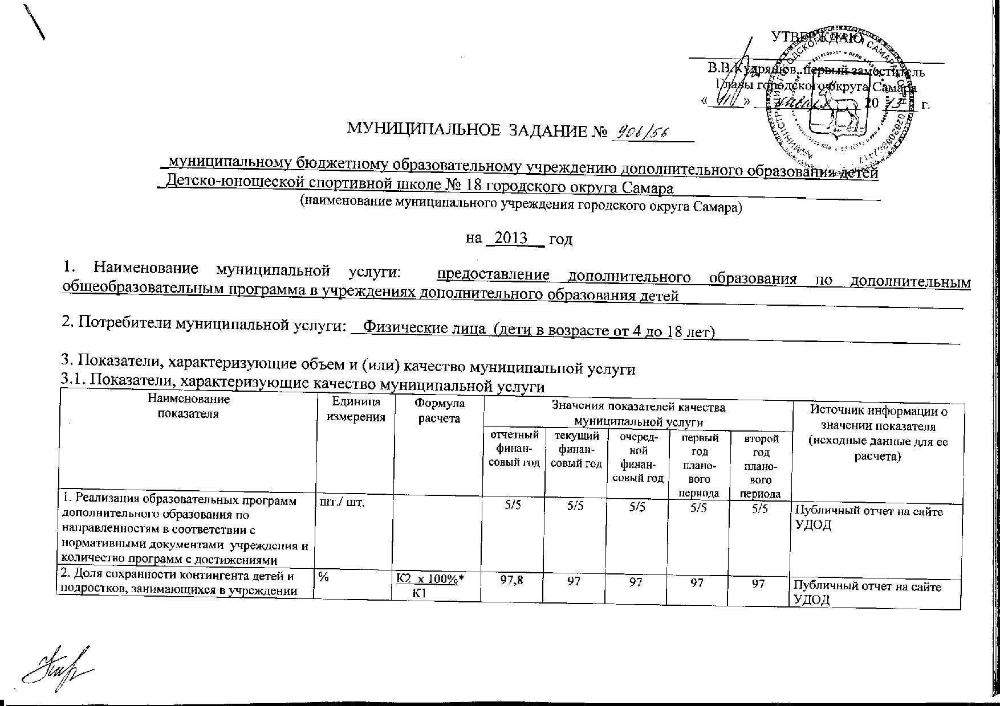 УТВЕРЖДАЮ
В.В.Кудряшов, первый заместитель
Главы городского округа Самара
« » января 20 13 г.
МУНИЦИПАЛЬНОЕ ЗАДАНИЕ № 906/56
муниципальному бюджетному образовательному учреждению дополнительного образования детей
Детско-юношеской спортивной школе № 18 городского округа Самара
(наименование муниципального учреждения городского округа Самара)
на 2013 год
1. Наименование муниципальной услуги: предоставление дополнительного образования по дополнительным
общеобразовательным программа в учреждениях дополнительного образования детей
2. Потребители муниципальной услуги: Физические лица (дети в возрасте от 4 до 18 лет)
3. Показатели, характеризующие объем и (или) качество муниципальной услуги
3.1. Показатели, характеризующие качество муниципальной услуги
Наименование
показателя
Единица
измерения
Формула
расчета
Значения показателей качества
муниципальной услуги
Источник информации о
значении показателя
(исходные данные для ее
расчета)
отчетный
финан-
совый год
текущий
финан-
совый год
очеред-
ной
финан-
совый год
первый
год
плано-
вого
периода
второй
год
плано-
вого
периода
1. Реализация образовательных программ
дополнительного образования по
направленностям в соответствии с
нормативными документами учреждения и
количество программ с достижениями
шт./ шт.
5/5
5/5
5/5
5/5
5/5
Публичный отчет на сайте
УДОД
2. Доля сохранности контингента детей и
подростков, занимающихся в учреждении
%
К2 х 100%*
К1
97,8
97
97
97
97
Публичный отчет на сайте
УДОД